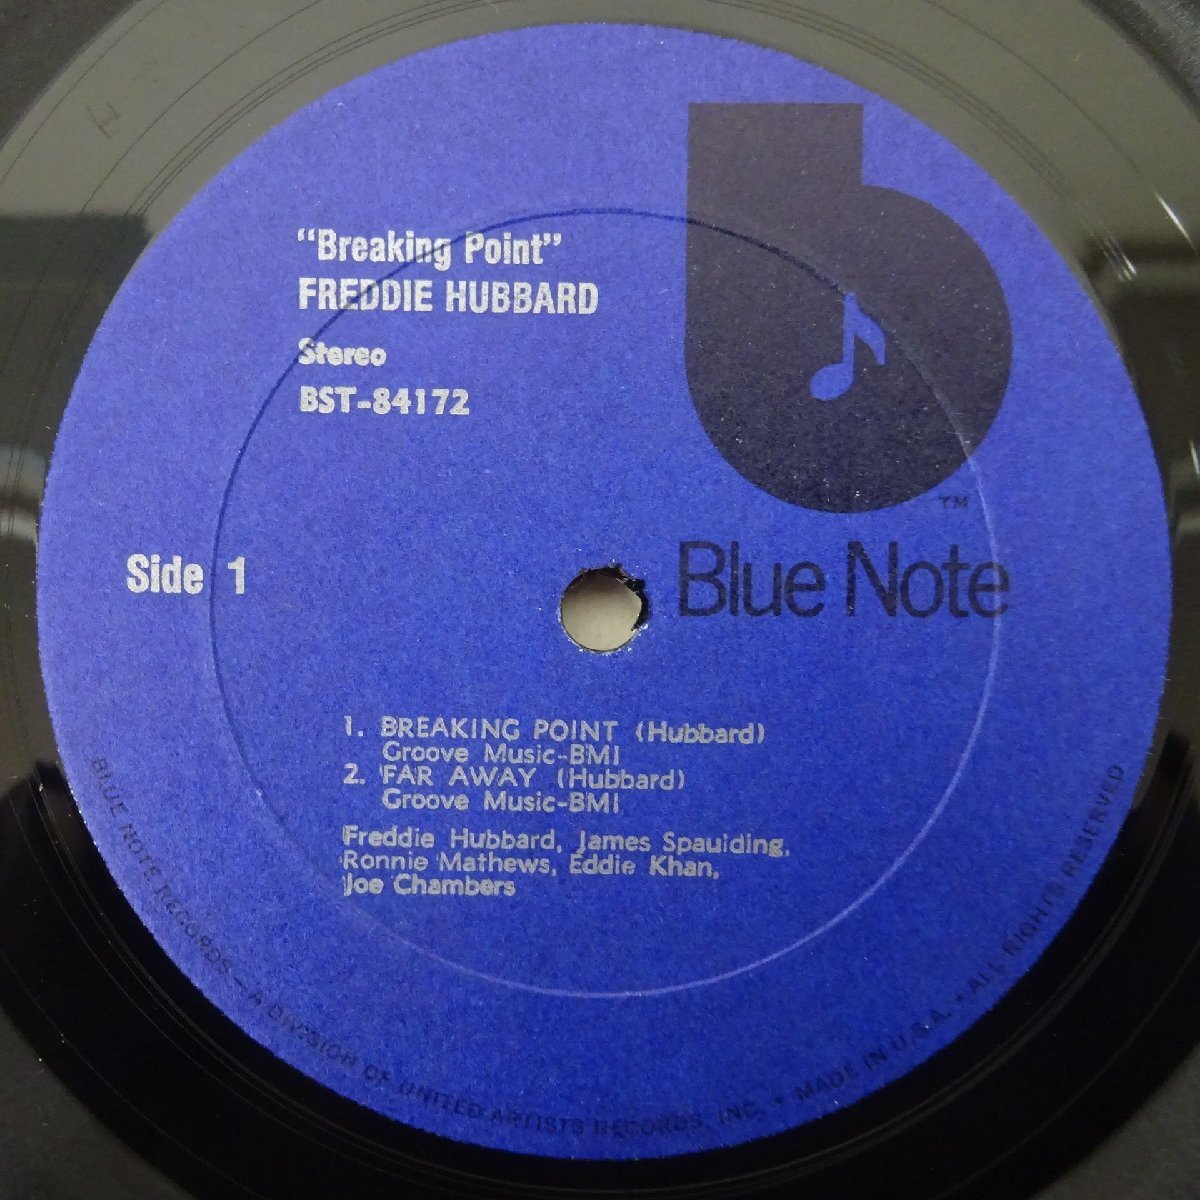 "Breaking Point"
FREDDIE HUBBARD
Stereo
BST-84172
TM
Blue Note
Side 1
1. BREAKING POINT (Hubbard)
Groove Music-BMI
2. FAR AWAY (Hubbard)
Groove Music-BMI
Freddie Hubbard, James Spaulding,
Ronnie Mathews, Eddie Khan,
Joe Chambers
BLUE NOTE RECORDS—A DIVISION OF UNITED ARTISTS RECORDS, INC. • MADE IN U.S.A. • ALL RIGHTS RESERVED